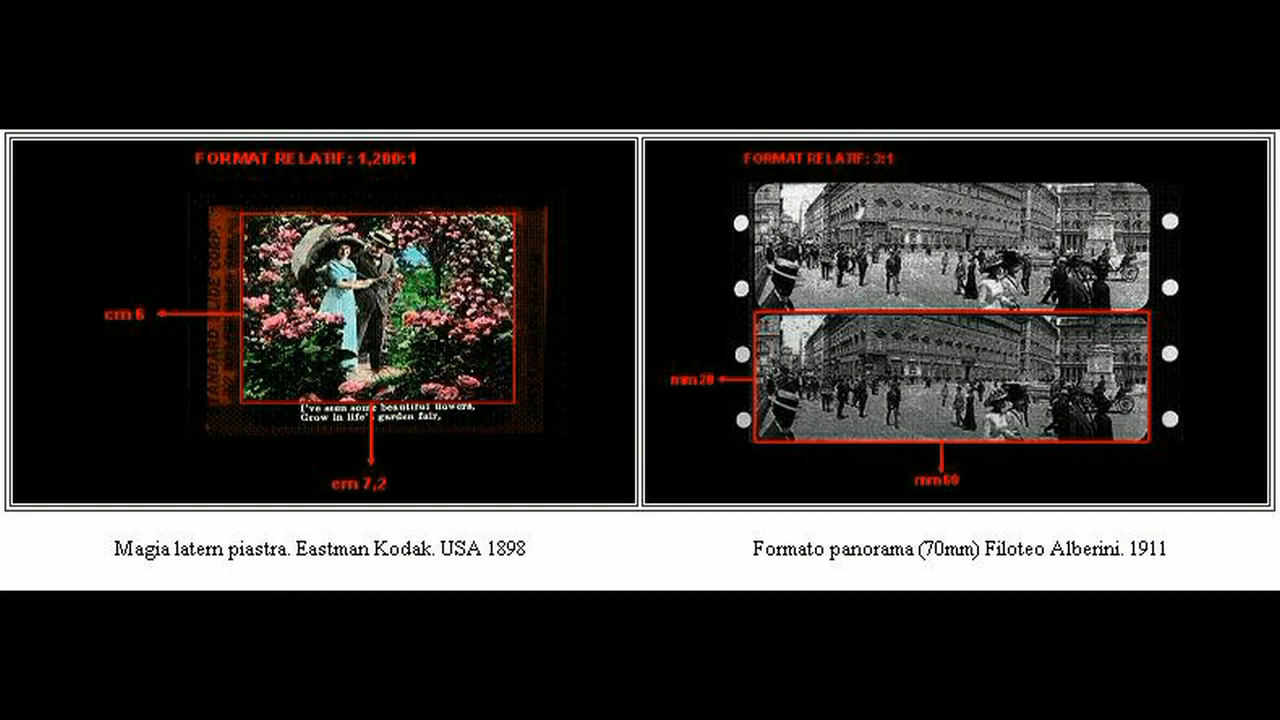 FORMAT RELATIF: 1,200:1
cm 6
I've seen some beautiful flowers,
Grow in life's garden fair,
cm 7,2
Magia latern piastra. Eastman Kodak. USA 1898
FORMAT RELATIF: 3:1
mm 20
mm 60
Formato panorama (70mm) Filoteo Alberini. 1911